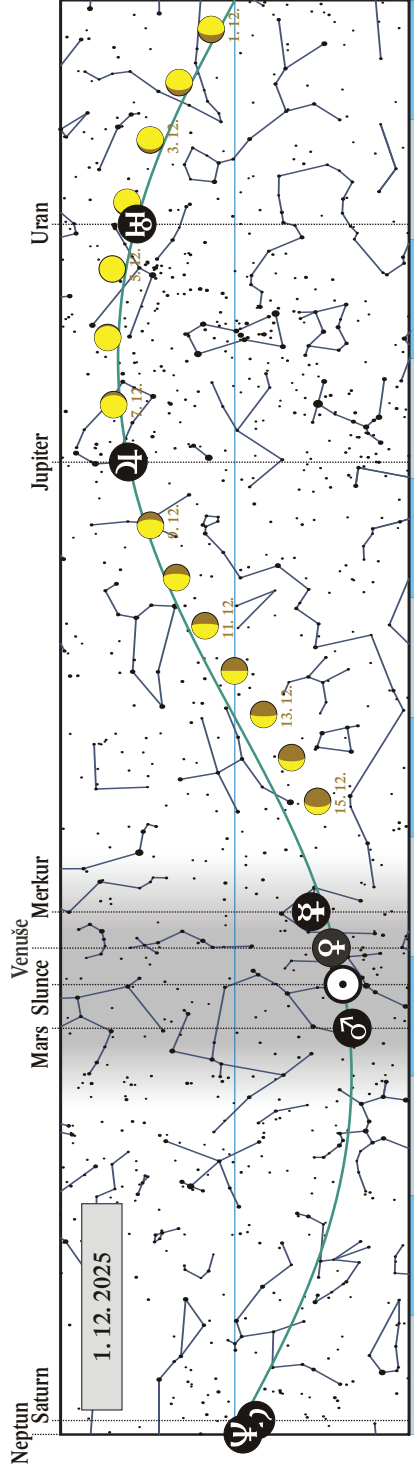 Neptun
Saturn
Mars
Slunce
Venuše
Merkur
Jupiter
Uran
1. 12. 2025
15. 12.
13. 12.
11. 12.
9. 12.
7. 12.
5. 12.
3. 12.
1. 12.